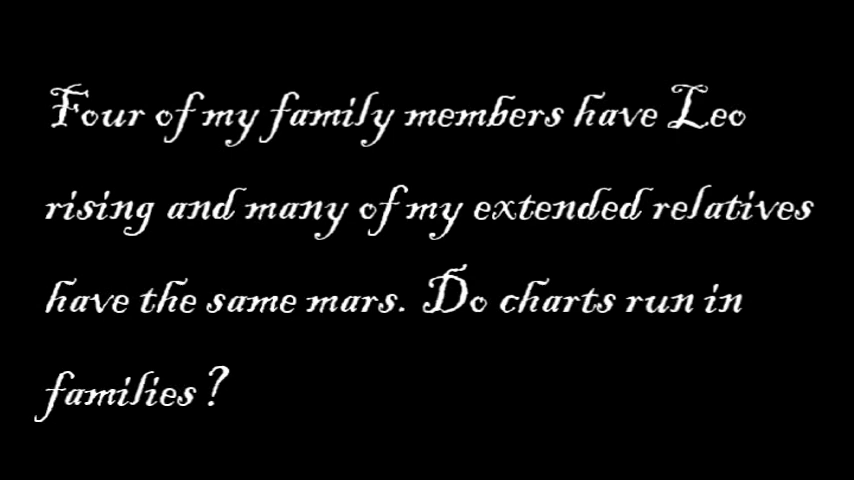 Four of my family members have Leo
rising and many of my extended relatives
have the same mars. Do charts run in
families?